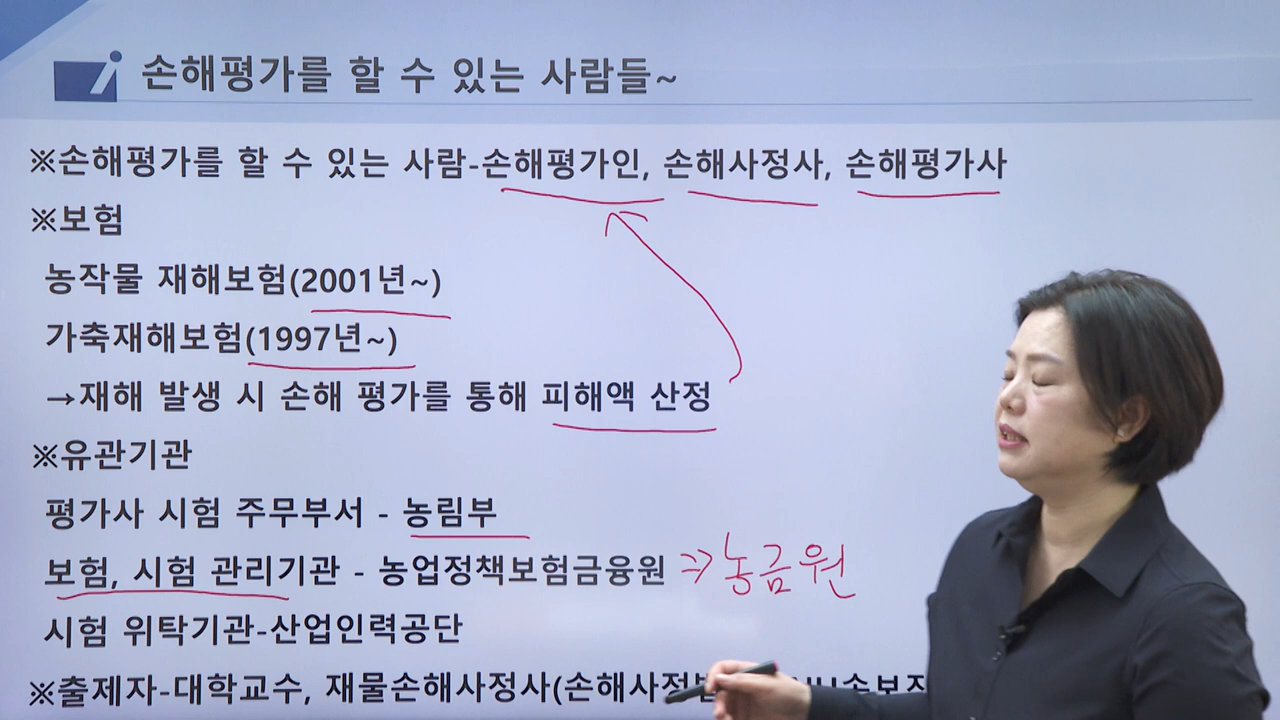 손해평가를 할 수 있는 사람들~
※손해평가를 할 수 있는 사람-손해평가인, 손해사정사, 손해평가사
※보험
농작물 재해보험(2001년~)
가축재해보험(1997년~)
→재해 발생 시 손해 평가를 통해 피해액 산정
※유관기관
평가사 시험 주무부서 - 농림부
보험, 시험 관리기관 - 농업정책보험금융원 ⇒농금원
시험 위탁기관-산업인력공단
※출제자-대학교수, 재물손해사정사(손해사정